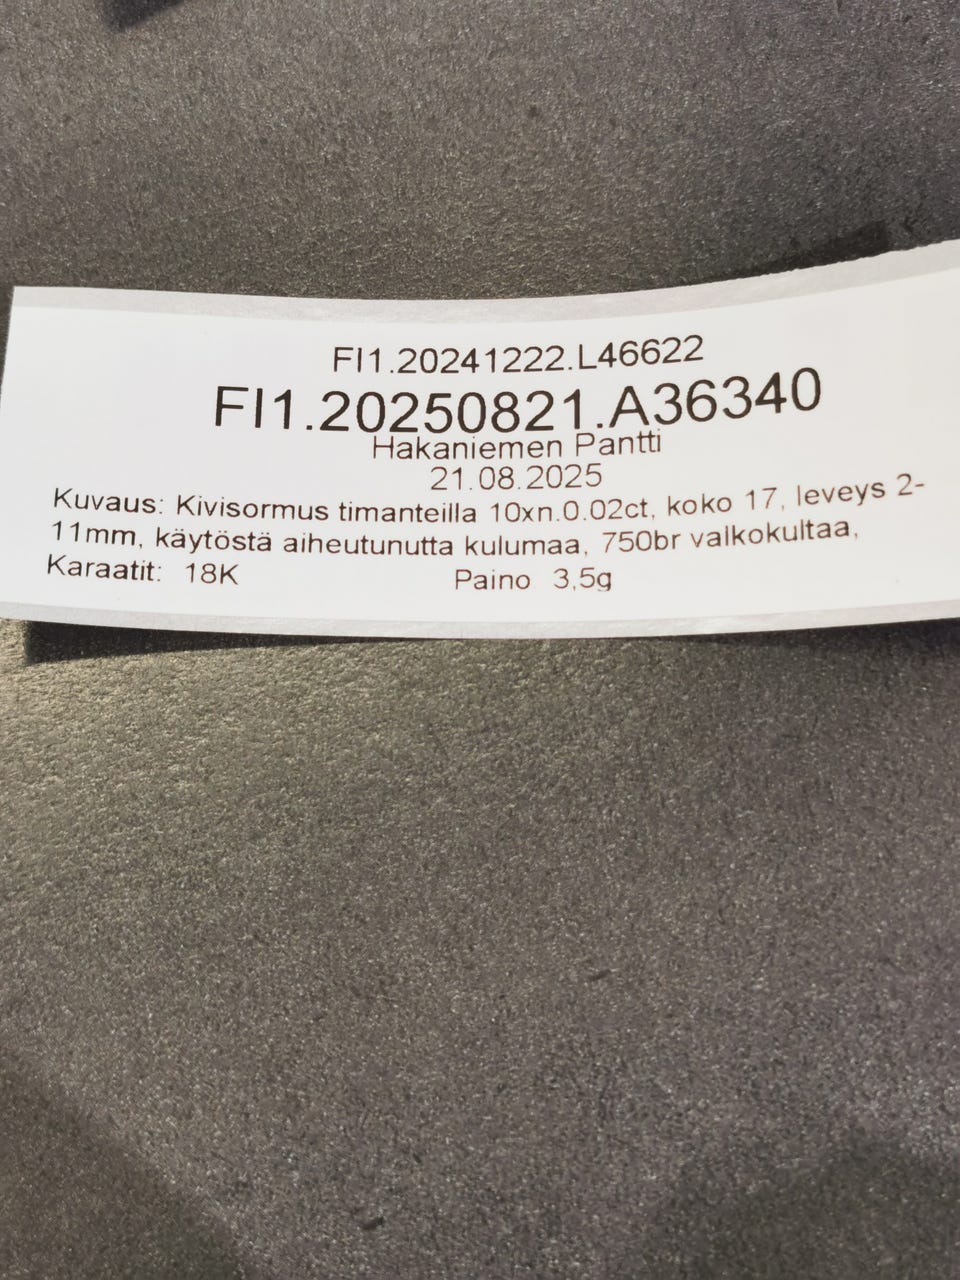 FI1.20241222.L46622
FI1.20250821.A36340
Hakaniemen Pantti
21.08.2025
Kuvaus: Kivisormus timanteilla 10xn.0.02ct, koko 17, leveys 2-
11mm, käytöstä aiheutunutta kulumaa, 750br valkokultaa,
Karaatit: 18K Paino 3,5g